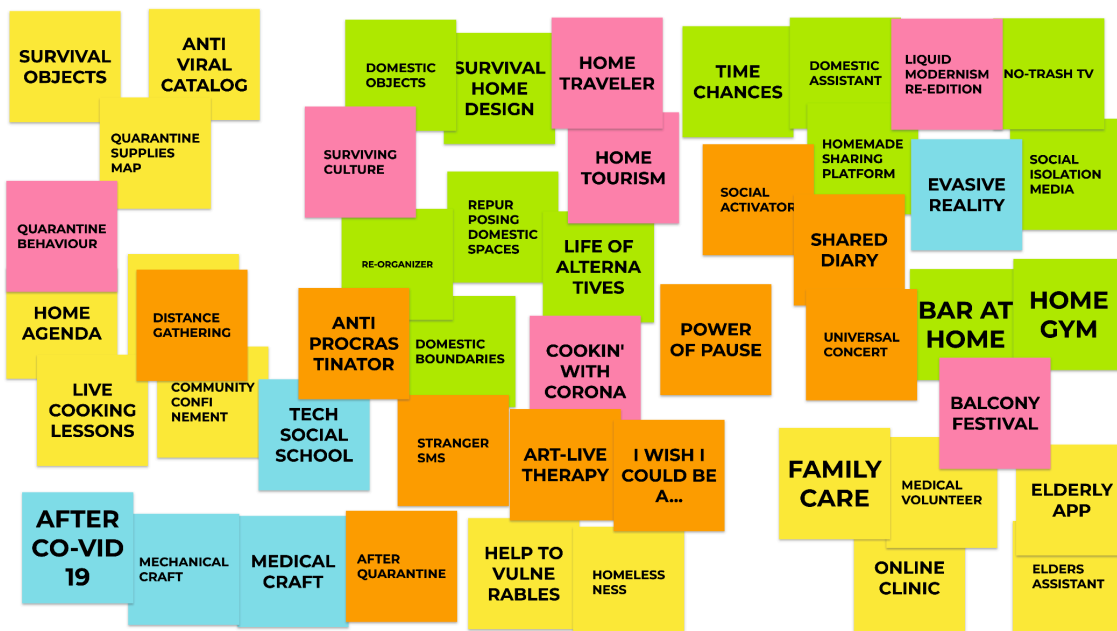 SURVIVAL
OBJECTS
ANTI
VIRAL
CATALOG
QUARANTINE
SUPPLIES
MAP
QUARANTINE
BEHAVIOUR
HOME
AGENDA
DISTANCE
GATHERING
LIVE
COOKING
LESSONS
COMMUNITY
CONFI
NEMENT
TECH
SOCIAL
SCHOOL
AFTER
CO-VID
19
MECHANICAL
CRAFT
MEDICAL
CRAFT
AFTER
QUARANTINE
DOMESTIC
OBJECTS
SURVIVAL
HOME
DESIGN
HOME
TRAVELER
SURVIVING
CULTURE
HOME
TOURISM
REPUR
POSING
DOMESTIC
SPACES
RE-ORGANIZER
LIFE OF
ALTERNA
TIVES
ANTI
PROCRAS
TINATOR
DOMESTIC
BOUNDARIES
COOKIN'
WITH
CORONA
POWER
OF PAUSE
STRANGER
SMS
ART-LIVE
THERAPY
I WISH I
COULD BE
A...
HELP TO
VULNE
RABLES
HOMELESS
NESS
TIME
CHANCES
DOMESTIC
ASSISTANT
LIQUID
MODERNISM
RE-EDITION
NO-TRASH TV
HOMEMADE
SHARING
PLATFORM
SOCIAL
ACTIVATOR
EVASIVE
REALITY
SOCIAL
ISOLATION
MEDIA
SHARED
DIARY
UNIVERSAL
CONCERT
BAR AT
HOME
HOME
GYM
BALCONY
FESTIVAL
FAMILY
CARE
MEDICAL
VOLUNTEER
ELDERLY
APP
ONLINE
CLINIC
ELDERS
ASSISTANT